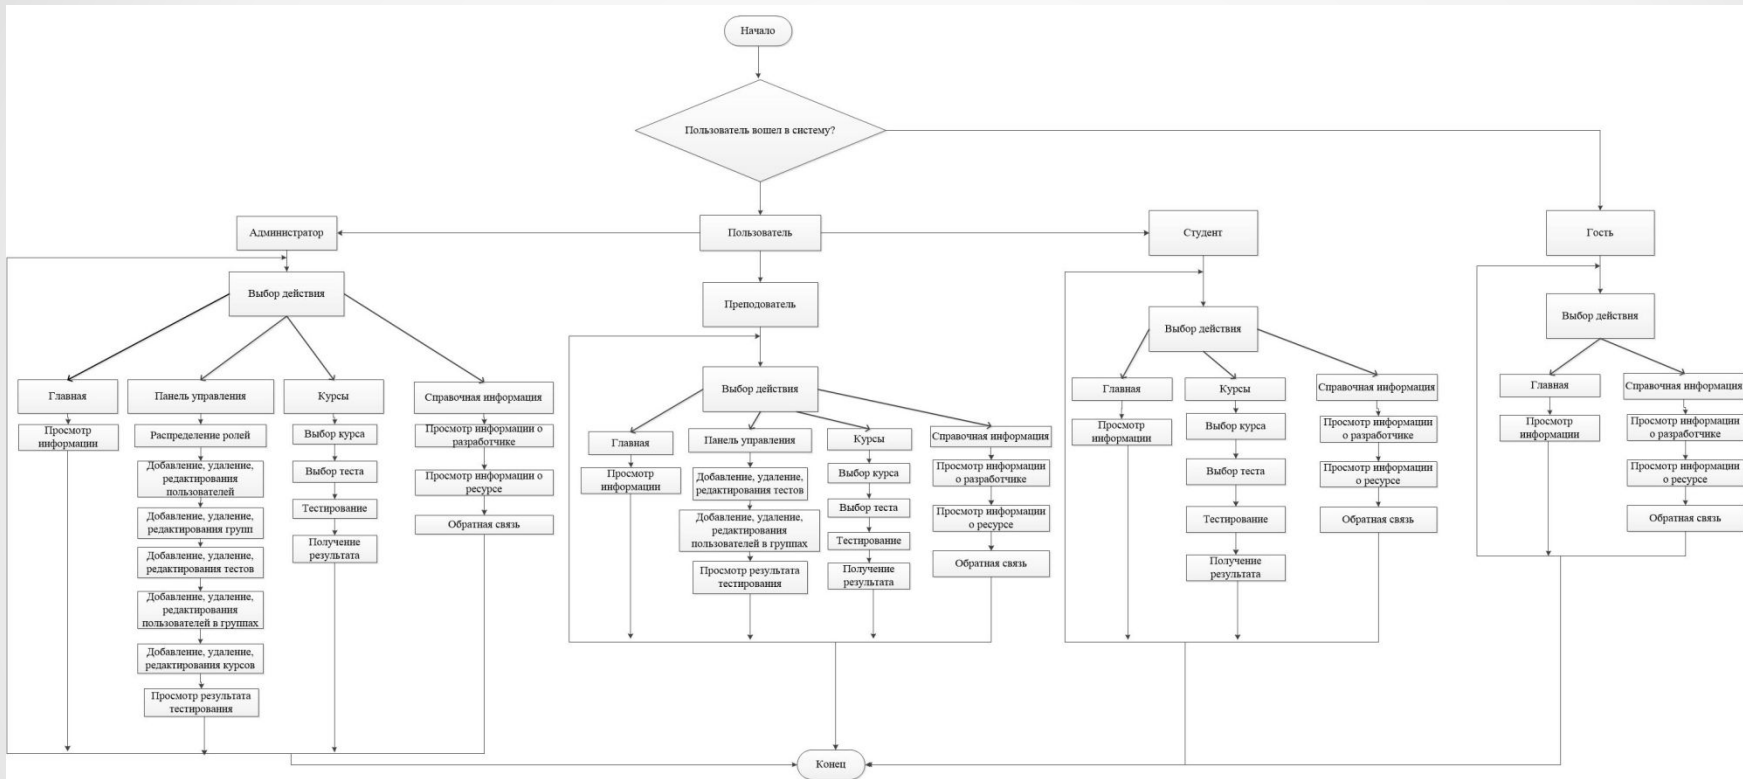 Начало
Пользователь вошел в систему?
Администратор
Пользователь
Студент
Гость
Выбор действия
Главная
Просмотр
информации
Панель управления
Распределение ролей
Добавление, удаление,
редактирования
пользователей
Добавление, удаление,
редактирования групп
Добавление, удаление,
редактирования тестов
Добавление, удаление,
редактирования
пользователей в группах
Добавление, удаление,
редактирования курсов
Просмотр результата
тестирования
Курсы
Выбор курса
Выбор теста
Тестирование
Получение
результата
Справочная информация
Просмотр информации о
разработчике
Просмотр информации о
ресурсе
Обратная связь
Преподователь
Выбор действия
Главная
Просмотр
информации
Панель управления
Добавление, удаление,
редактирования тестов
Добавление, удаление,
редактирования
пользователей в группах
Просмотр результата
тестирования
Курсы
Выбор курса
Выбор теста
Тестирование
Получение
результата
Справочная информация
Просмотр информации
о разработчике
Просмотр информации
о ресурсе
Обратная связь
Выбор действия
Главная
Просмотр
информации
Курсы
Выбор курса
Выбор теста
Тестирование
Получение
результата
Справочная информация
Просмотр информации
о разработчике
Просмотр информации
о ресурсе
Обратная связь
Выбор действия
Главная
Просмотр
информации
Справочная информация
Просмотр информации
о разработчике
Просмотр информации
о ресурсе
Обратная связь
Конец